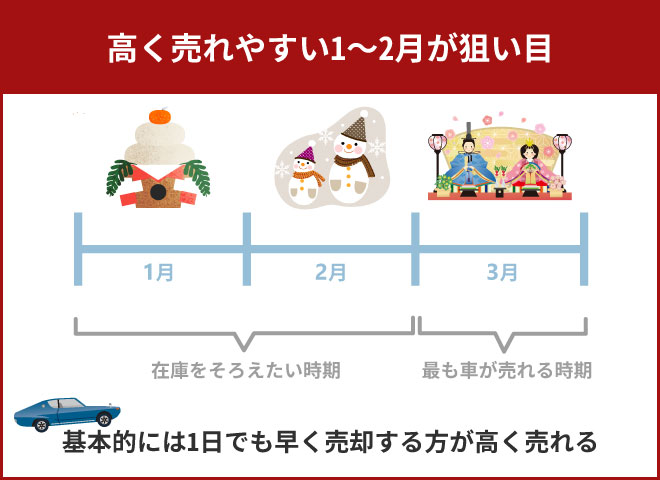 高く売れやすい1～2月が狙い目
1月 2月 3月
在庫をそろえたい時期 最も車が売れる時期
基本的には1日でも早く売却する方が高く売れる